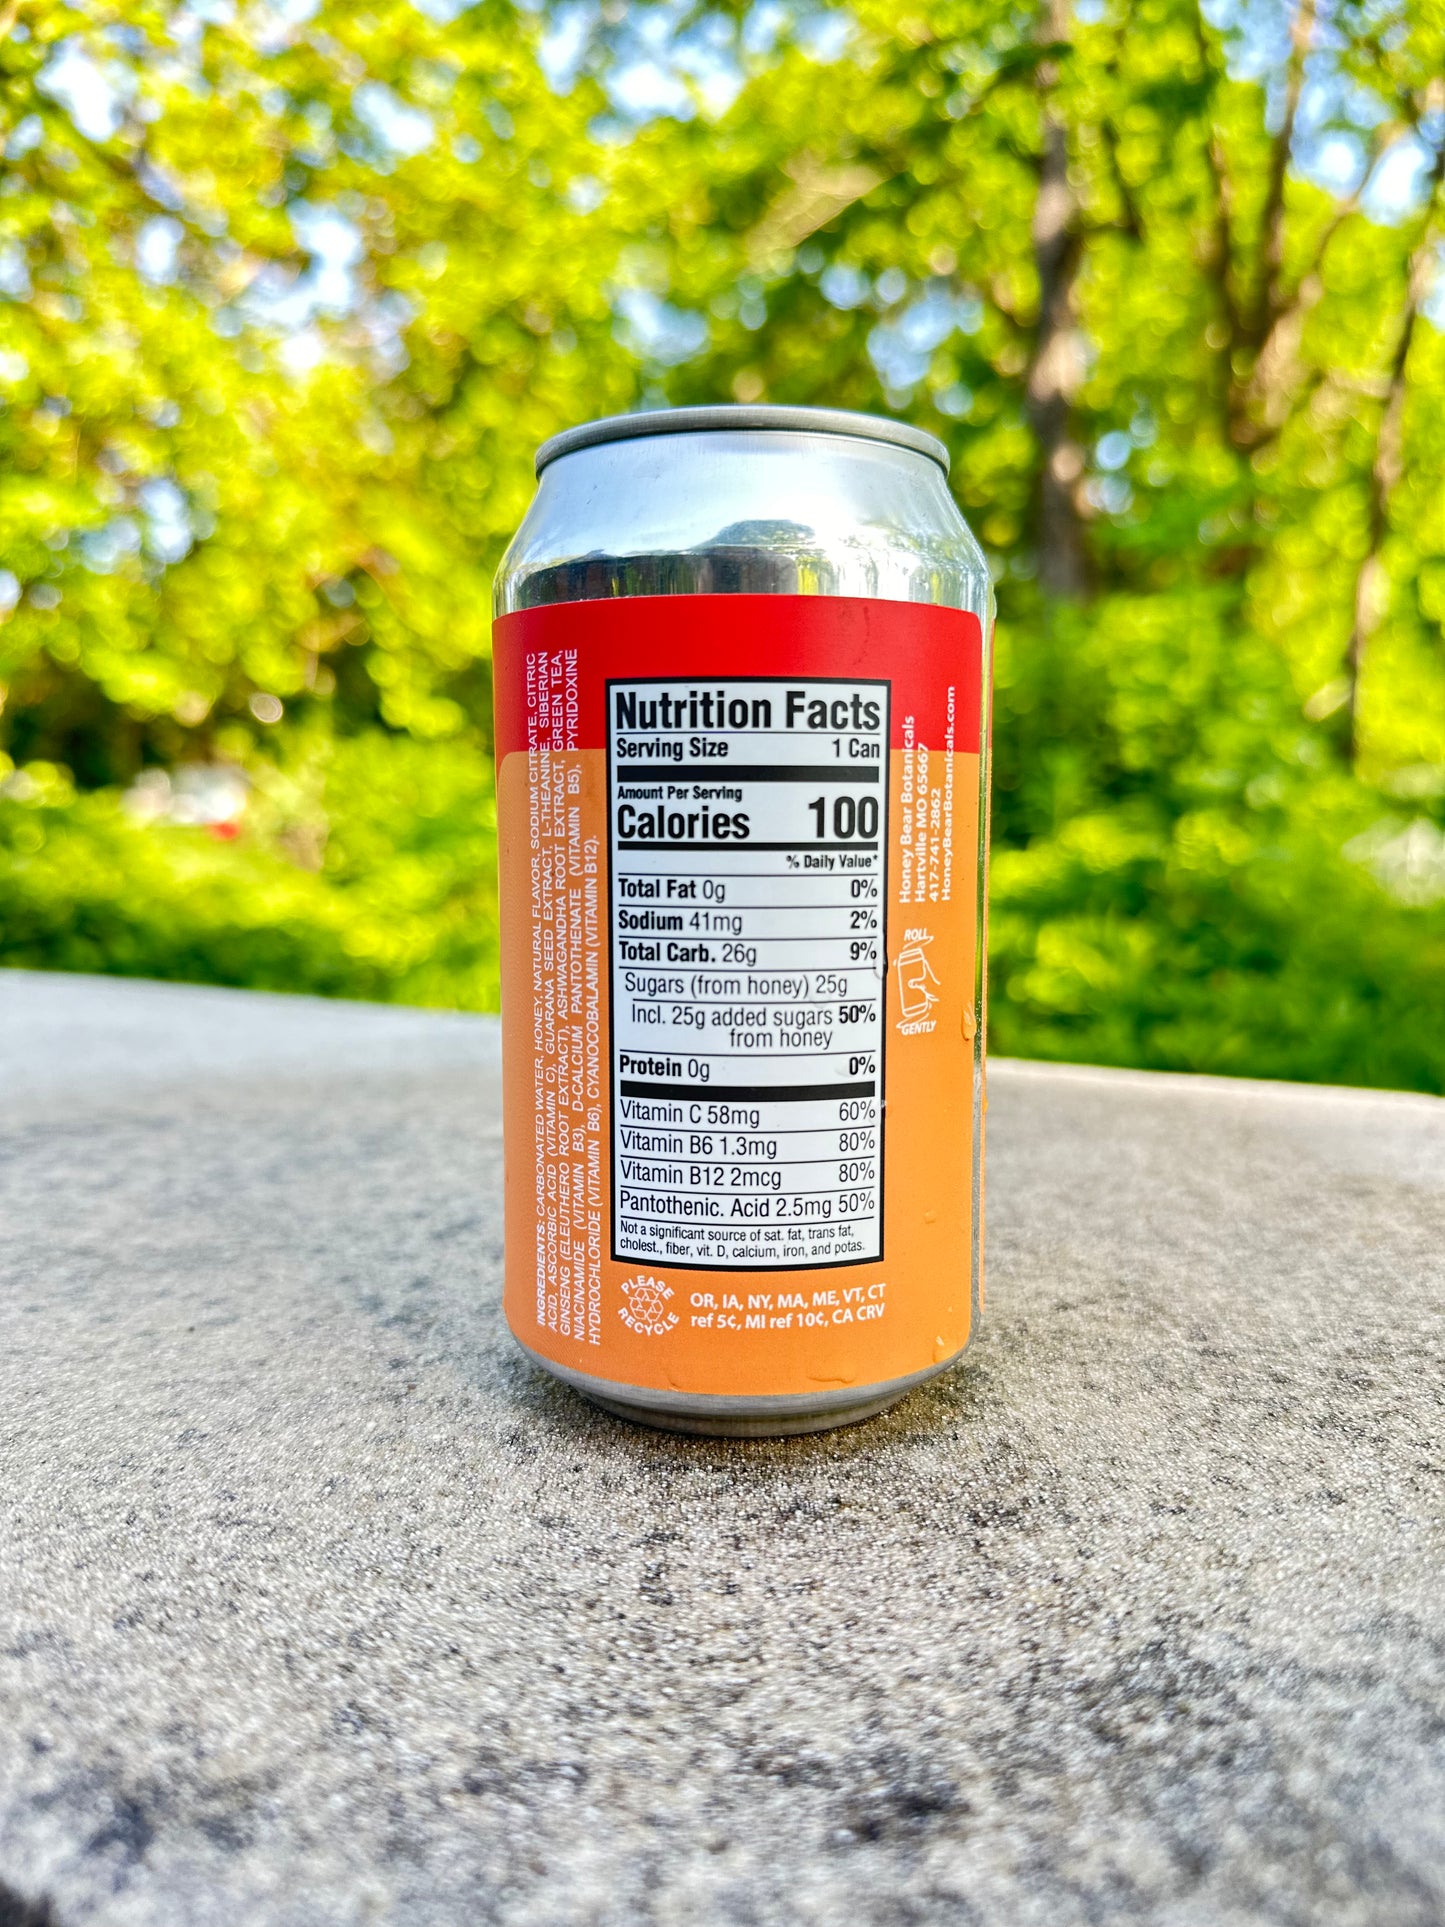 INGREDIENTS: CARBONATED WATER, HONEY, NATURAL FLAVOR, SODIUM CITRATE, CITRIC
ACID, ASCORBIC ACID (VITAMIN C), GUARANA SEED EXTRACT, L-THEANINE, SIBERIAN
GINSENG (ELEUTHERO ROOT EXTRACT), ASHWAGANDHA ROOT EXTRACT, GREEN TEA,
NIACINAMIDE (VITAMIN B3), D-CALCIUM PANTOTHENATE (VITAMIN B5), PYRIDOXINE
HYDROCHLORIDE (VITAMIN B6), CYANOCOBALAMIN (VITAMIN B12).
Nutrition Facts
Serving Size 1 Can
Amount Per Serving
Calories 100
% Daily Value*
Total Fat 0g 0%
Sodium 41mg 2%
Total Carb. 26g 9%
Sugars (from honey) 25g
Incl. 25g added sugars 50%
from honey
Protein 0g 0%
Vitamin C 58mg 60%
Vitamin B6 1.3mg 80%
Vitamin B12 2mcg 80%
Pantothenic. Acid 2.5mg 50%
Not a significant source of sat. fat, trans fat,
cholest., fiber, vit. D, calcium, iron, and potas.
PLEASE
RECYCLE
OR, IA, NY, MA, ME, VT, CT
ref 5¢, MI ref 10¢, CA CRV
Honey Bear Botanicals
Hartville MO 65667
417-741-2862
HoneyBearBotanicals.com
ROLL
GENTLY